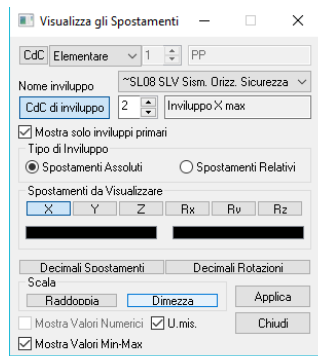 Visualizza gli Spostamenti
CdC Elementare 1 PP
Nome inviluppo ~SL08 SLV Sism. Orizz. Sicurezza
CdC di inviluppo 2 Inviluppo X max
Mostra solo inviluppi primari
Tipo di Inviluppo
Spostamenti Assoluti Spostamenti Relativi
Spostamenti da Visualizzare
X Y Z Rx Rv Rz
Decimali Spostamenti Decimali Rotazioni
Scala
Raddoppia Dimezza Applica
Mostra Valori Numerici U.mis. Chiudi
Mostra Valori Min-Max